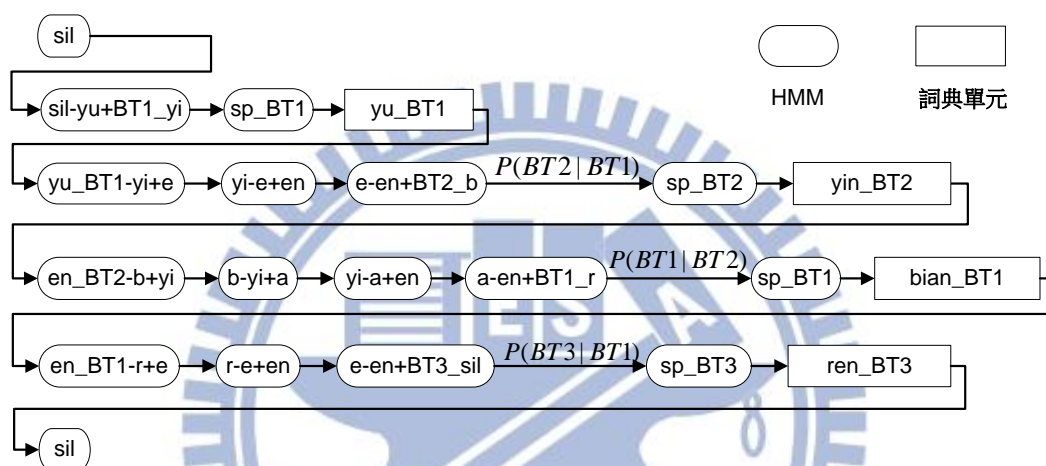 sil
HMM 詞典單元
sil-yu+BT1_yi sp_BT1 yu_BT1
yu_BT1-yi+e yi-e+en e-en+BT2_b P(BT2 | BT1) sp_BT2 yin_BT2
en_BT2-b+yi b-yi+a yi-a+en a-en+BT1_r P(BT1 | BT2) sp_BT1 bian_BT1
en_BT1-r+e r-e+en e-en+BT3_sil P(BT3 | BT1) sp_BT3 ren_BT3
sil
ES A
8